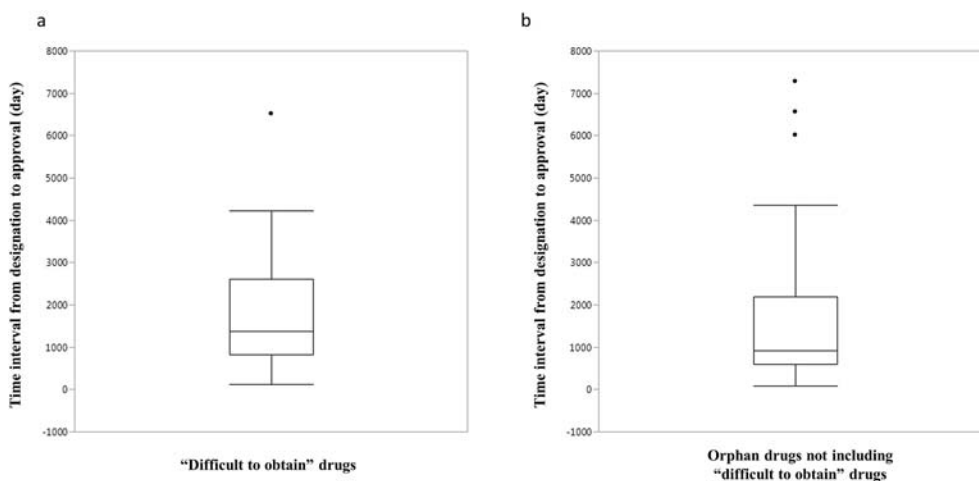 a
Time interval from designation to approval (day)
8000
7000
6000
5000
4000
3000
2000
1000
0
-1000
“Difficult to obtain” drugs
b
Time interval from designation to approval (day)
8000
7000
6000
5000
4000
3000
2000
1000
0
-1000
Orphan drugs not including
“difficult to obtain” drugs